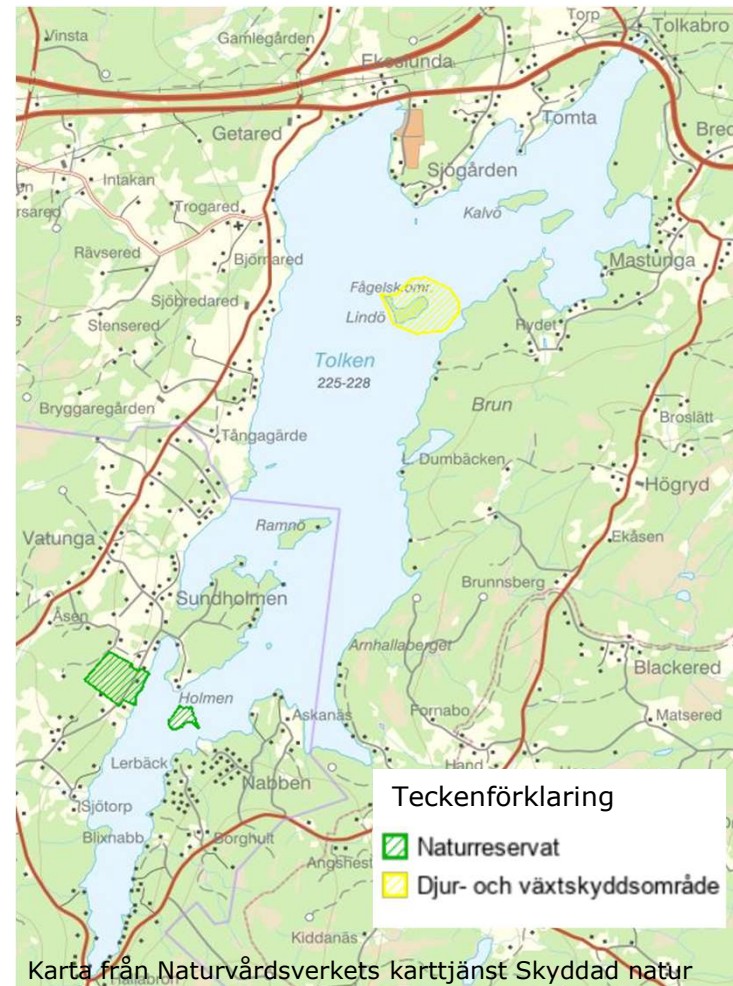 Torp
Tolkabro
Vinsta
Gamlegården
Ekeslunda
Getared
Tomta
Sjögården
Intakan
Trogared
Kalvö
Rävsered
Björnared
Mastunga
Fågelsk.omr.
Sjöbredared
Lindö
Stensered
Rydet
Tolken
225-228
Brun
Bryggaregården
Broslätt
Tångagärde
L. Dumbäcken
Högryd
Ramnö
Vatunga
Ekåsen
Brunnsberg
Sundholmen
Åsen
Arnhallaberget
Blackered
Holmen
Fornabo
Matsered
Askanäs
Lerbäck
Hand
Nabben
Sjötorp
Blixnabb
Borghult
Kiddanäs
Teckenförklaring
Naturreservat
Djur- och växtskyddsområde
Karta från Naturvårdsverkets karttjänst Skyddad natur